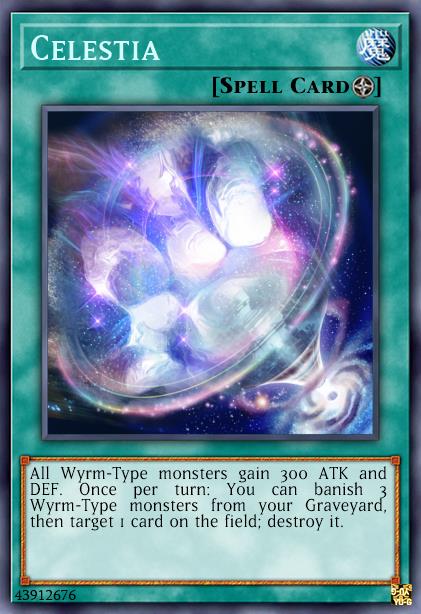 Celestia
魔
[Spell Card]
All Wyrm-Type monsters gain 300 ATK and
DEF. Once per turn: You can banish 3
Wyrm-Type monsters from your Graveyard,
then target 1 card on the field; destroy it.
43912676